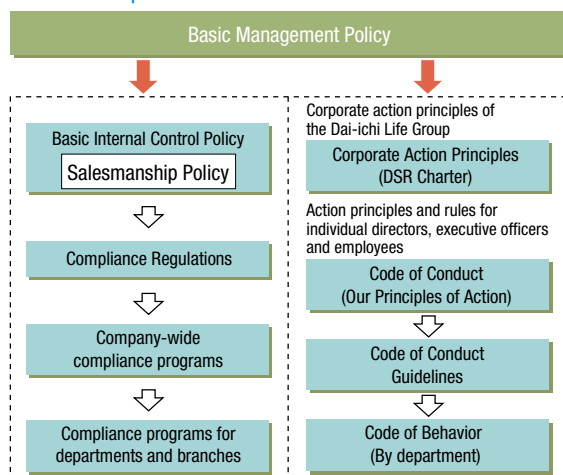 Basic Management Policy
Basic Internal Control Policy
Salesmanship Policy
Compliance Regulations
Company-wide
compliance programs
Compliance programs for
departments and branches
Corporate action principles of
the Dai-ichi Life Group
Corporate Action Principles
(DSR Charter)
Action principles and rules for
individual directors, executive officers
and employees
Code of Conduct
(Our Principles of Action)
Code of Conduct
Guidelines
Code of Behavior
(By department)